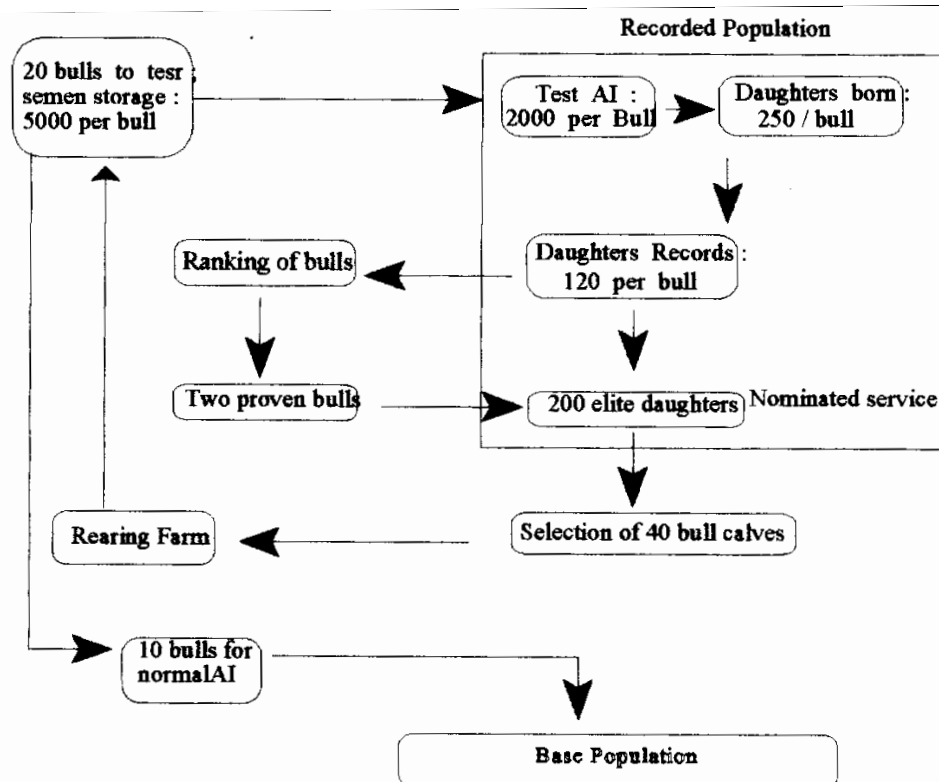 Recorded Population
20 bulls to tesr ;
semen storage :
5000 per bull
Test AI :
2000 per Bull
Daughters born :
250 / bull
Ranking of bulls
Daughters Records :
120 per bull
Two proven bulls
200 elite daughters
Nominated service
Rearing Farm
Selection of 40 bull calves
10 bulls for
normalAI
Base Population